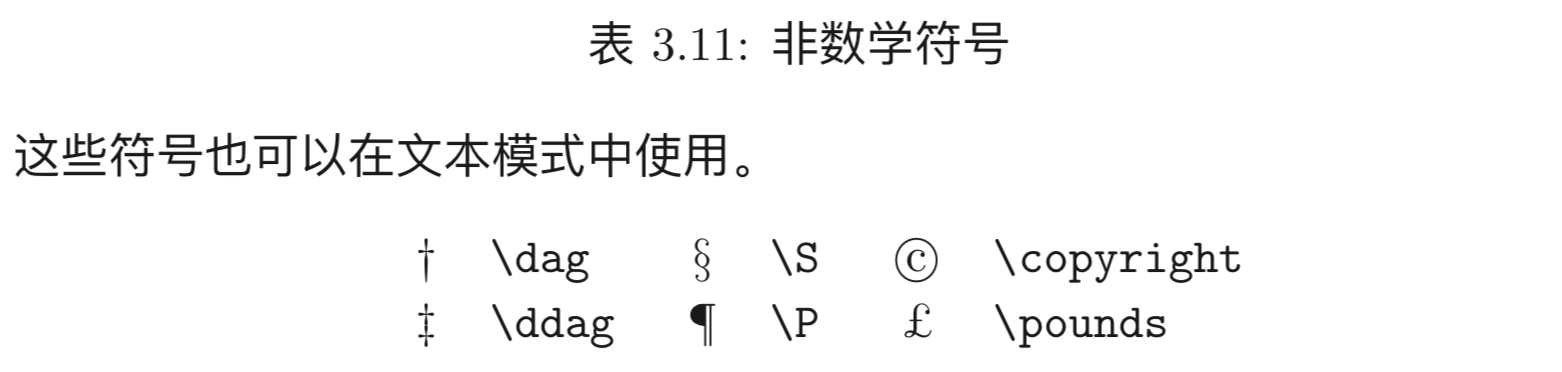 表 3.11: 非数学符号
这些符号也可以在文本模式中使用。
† \dag § \S © \copyright
‡ \ddag ¶ \P £ \pounds